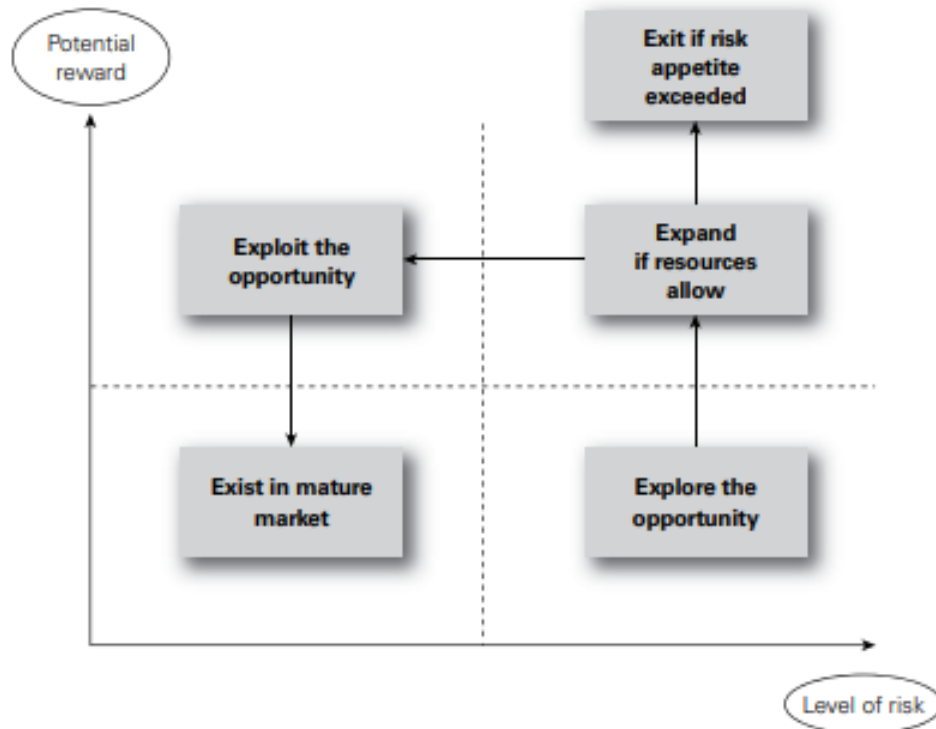 Potential
reward
Exit if risk
appetite
exceeded
Exploit the
opportunity
Expand
if resources
allow
Exist in mature
market
Explore the
opportunity
Level of risk